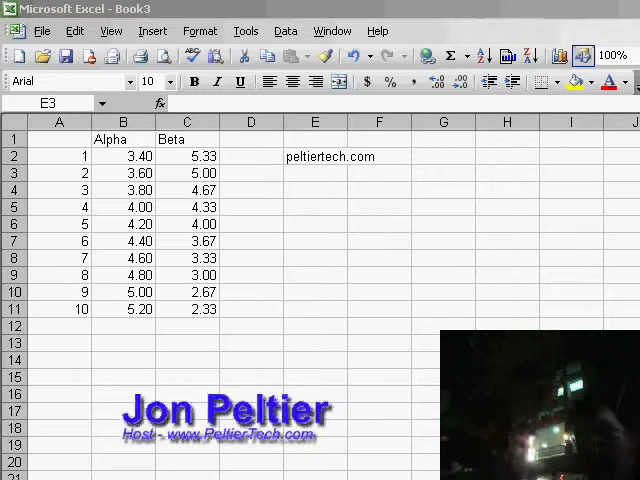 Microsoft Excel - Book3
File Edit View Insert Format Tools Data Window Help
100%
Arial 10 B I U $ % ,
E3 fx
A B C D E F G H I J
1 Alpha Beta
2 1 3.40 5.33 peltiertech.com
3 2 3.60 5.00
4 3 3.80 4.67
5 4 4.00 4.33
6 5 4.20 4.00
7 6 4.40 3.67
8 7 4.60 3.33
9 8 4.80 3.00
10 9 5.00 2.67
11 10 5.20 2.33
12
13
14
15
16
17
18
19
20
21
Jon Peltier
Host - www.PeltierTech.com